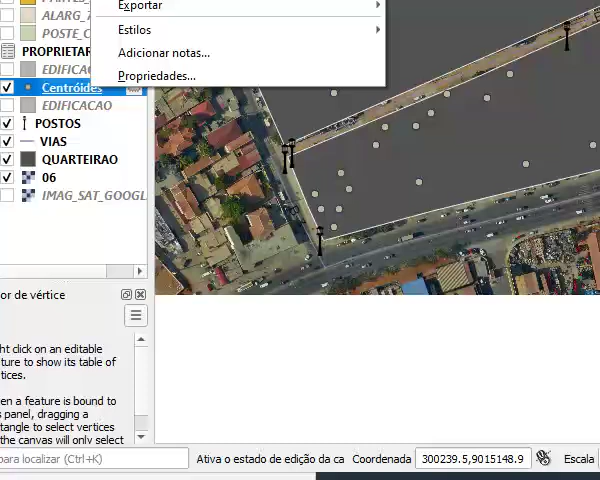 Exportar
Estilos
Adicionar notas...
Propriedades...
ALARG_
POSTE_C
PROPRIETAR
EDIFICA
Centróides
EDIFICACAO
POSTOS
VIAS
QUARTEIRAO
06
IMAG_SAT_GOOGL
or de vértice
ht click on an editable
ture to show its table of
tices.
en a feature is bound to
s panel, dragging a
tangle to select vertices
the canvas will only select
para localizar (Ctrl+K)
Ativa o estado de edição da ca
Coordenada
300239.5,9015148.9
Escala